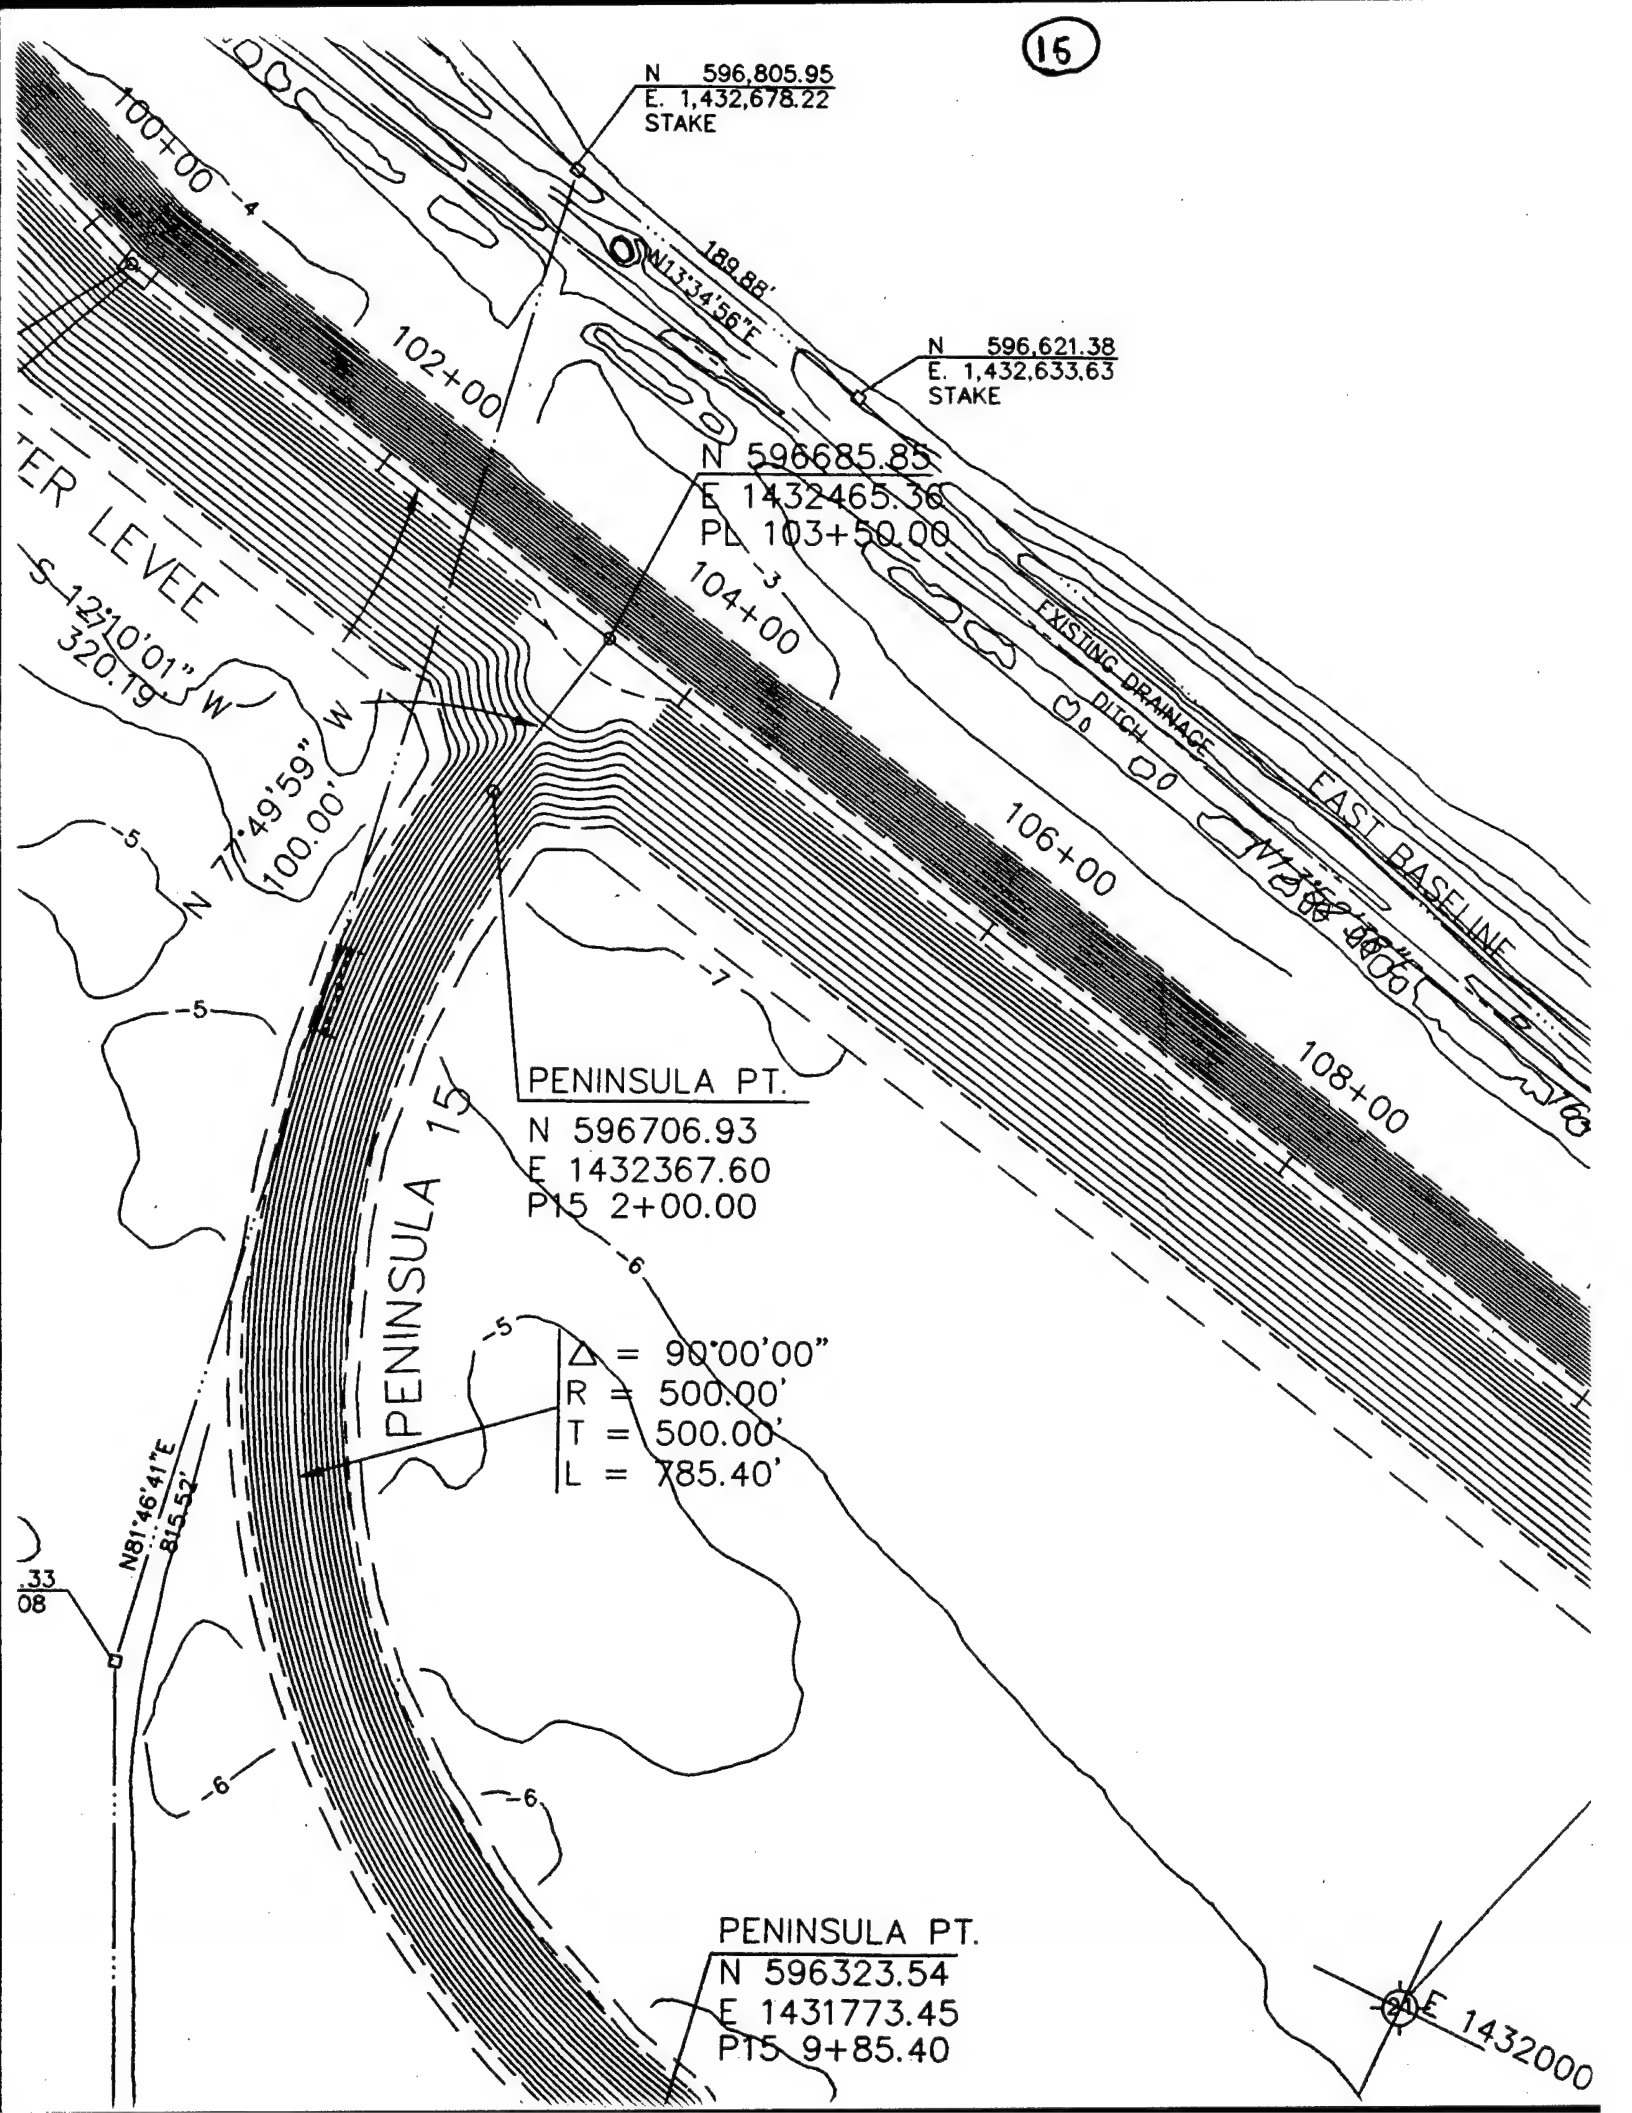 15
N 596,805.95
E. 1,432,678.22
STAKE
100+00
-4
189.88'
N13°34'56"E
102+00
N 596,621.38
E. 1,432,633.63
STAKE
N 596685.85
E 1432465.36
PL 103+50.00
-3
104+00
TER LEVEE
S 12°10'01" W
320.19'
EXISTING DRAINAGE
DITCH
EAST BASELINE
N 77°49'59" W
100.00'
106+00
-5
-7
-5
108+00
PENINSULA PT.
N 596706.93
E 1432367.60
P15 2+00.00
PENINSULA 15
-6
-5
Δ = 90°00'00"
R = 500.00'
T = 500.00'
L = 785.40'
N81°46'41"E
815.52'
.33
08
-6
-6
PENINSULA PT.
N 596323.54
E 1431773.45
P15 9+85.40
21
E 1432000